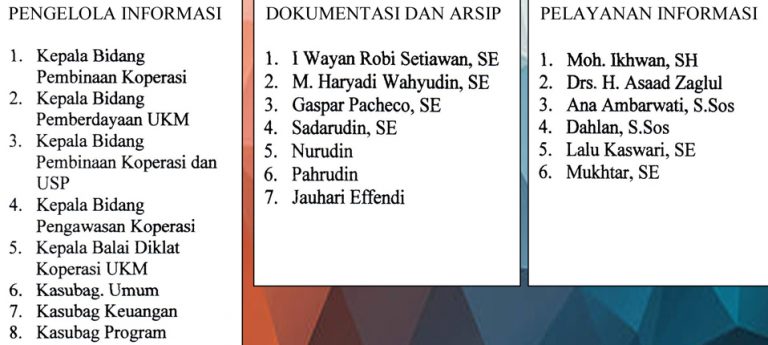 PENGELOLA INFORMASI
1. Kepala Bidang
Pembinaan Koperasi
2. Kepala Bidang
Pemberdayaan UKM
3. Kepala Bidang
Pembinaan Koperasi dan
USP
4. Kepala Bidang
Pengawasan Koperasi
5. Kepala Balai Diklat
Koperasi UKM
6. Kasubag. Umum
7. Kasubag Keuangan
8. Kasubag Program
DOKUMENTASI DAN ARSIP
1. I Wayan Robi Setiawan, SE
2. M. Haryadi Wahyudin, SE
3. Gaspar Pacheco, SE
4. Sadarudin, SE
5. Nurudin
6. Pahrudin
7. Jauhari Effendi
PELAYANAN INFORMASI
1. Moh. Ikhwan, SH
2. Drs. H. Asaad Zaglul
3. Ana Ambarwati, S.Sos
4. Dahlan, S.Sos
5. Lalu Kaswari, SE
6. Mukhtar, SE